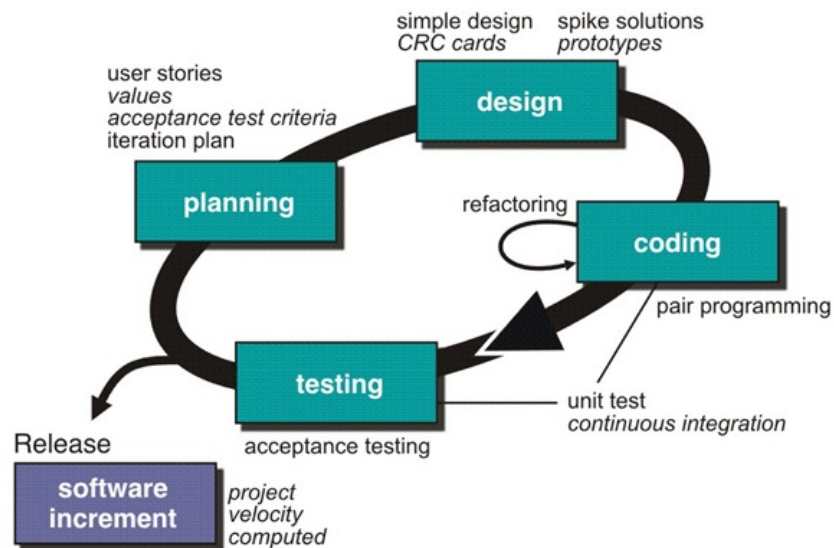 simple design
CRC cards
spike solutions
prototypes
user stories
values
acceptance test criteria
iteration plan
design
planning
refactoring
coding
pair programming
testing
unit test
continuous integration
acceptance testing
Release
software
increment
project
velocity
computed